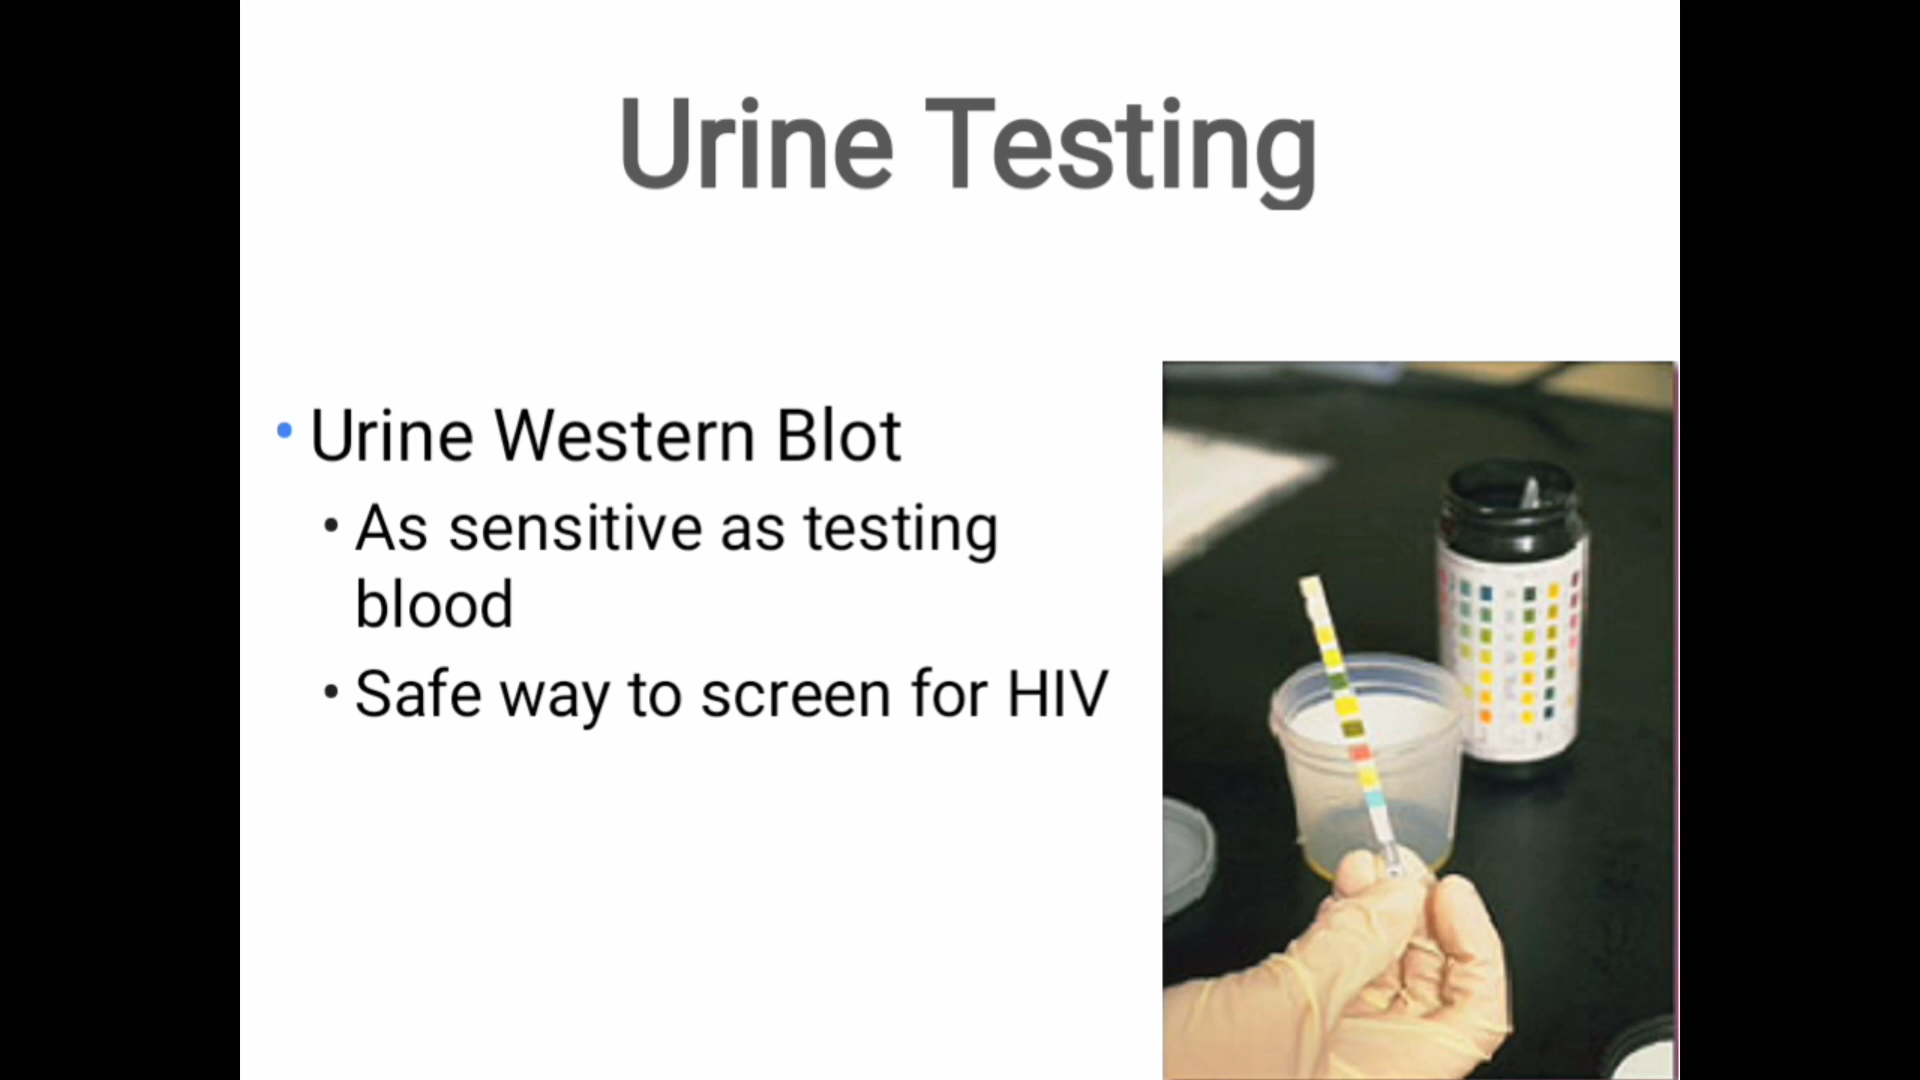 Urine Testing
• Urine Western Blot
• As sensitive as testing
blood
• Safe way to screen for HIV